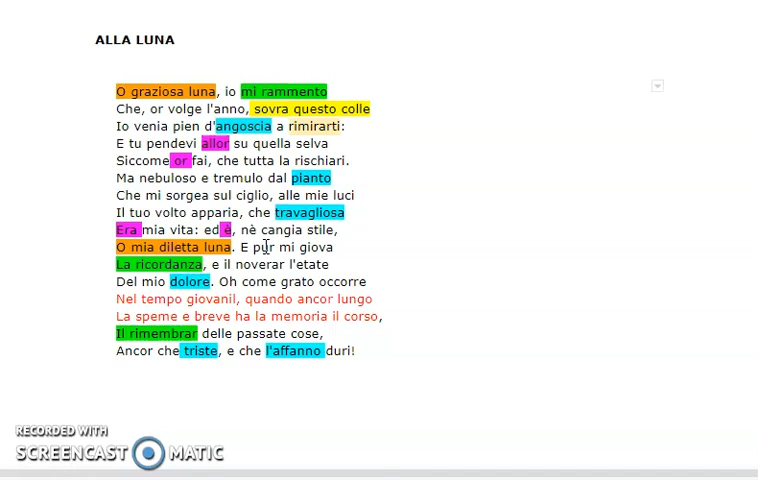 ALLA LUNA
O graziosa luna, io mi rammento
Che, or volge l'anno, sovra questo colle
Io venia pien d'angoscia a rimirarti:
E tu pendevi allor su quella selva
Siccome or fai, che tutta la rischiari.
Ma nebuloso e tremulo dal pianto
Che mi sorgea sul ciglio, alle mie luci
Il tuo volto apparia, che travagliosa
Era mia vita: ed è, nè cangia stile,
O mia diletta luna. E pur mi giova
La ricordanza, e il noverar l'etate
Del mio dolore. Oh come grato occorre
Nel tempo giovanil, quando ancor lungo
La speme e breve ha la memoria il corso,
Il rimembrar delle passate cose,
Ancor che triste, e che l'affanno duri!
RECORDED WITH
SCREENCAST MATIC